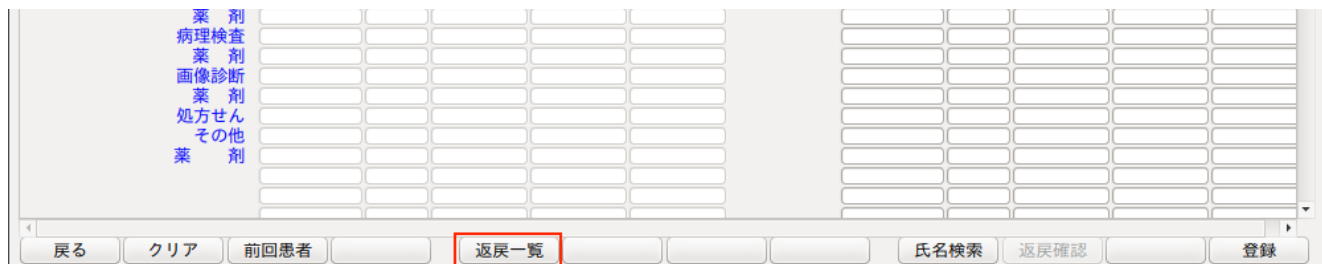 薬　剤
病理検査
薬　剤
画像診断
薬　剤
処方せん
その他
薬　　剤
戻る クリア 前回患者 返戻一覧 氏名検索 返戻確認 登録